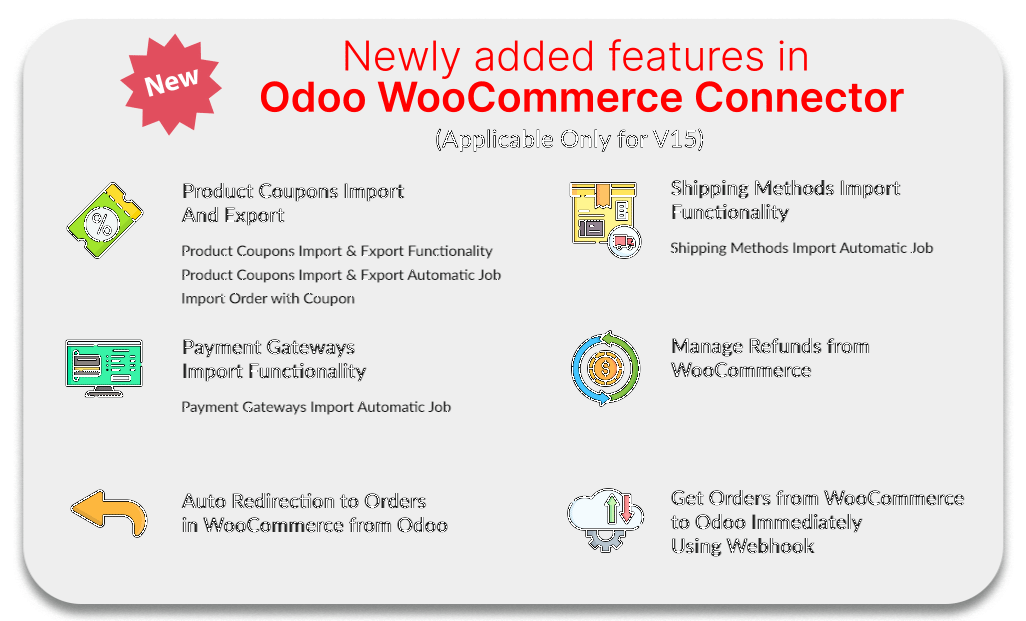 New
Newly added features in
Odoo WooCommerce Connector
(Applicable Only for V15)
Product Coupons Import
And Export
Product Coupons Import & Export Functionality
Product Coupons Import & Export Automatic Job
Import Order with Coupon
Shipping Methods Import
Functionality
Shipping Methods Import Automatic Job
Payment Gateways
Import Functionality
Payment Gateways Import Automatic Job
Manage Refunds from
WooCommerce
Auto Redirection to Orders
in WooCommerce from Odoo
Get Orders from WooCommerce
to Odoo Immediately
Using Webhook